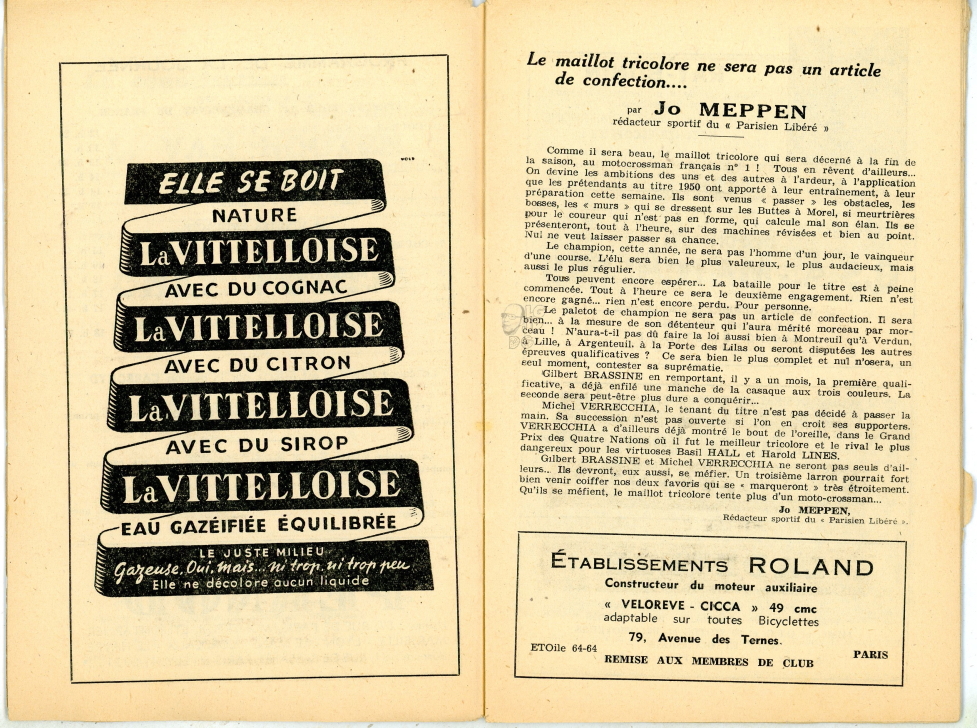 WOLB
ELLE SE BOIT
NATURE
LaVITTELLOISE
AVEC DU COGNAC
LaVITTELLOISE
AVEC DU CITRON
LaVITTELLOISE
AVEC DU SIROP
LaVITTELLOISE
EAU GAZÉIFIÉE ÉQUILIBRÉE
LE JUSTE MILIEU
Gazeuse, Oui, mais... ni trop, ni trop peu
Elle ne décolore aucun liquide
Le maillot tricolore ne sera pas un article
de confection....
par Jo MEPPEN
rédacteur sportif du « Parisien Libéré »
Comme il sera beau, le maillot tricolore qui sera décerné à la fin de
la saison, au motocrossman français n° 1 ! Tous en rêvent d'ailleurs...
On devine les ambitions des uns et des autres à l'ardeur, à l'application
que les prétendants au titre 1950 ont apporté à leur entraînement, à leur
préparation cette semaine. Ils sont venus « passer » les obstacles, les
bosses, les « murs » qui se dressent sur les Buttes à Morel, si meurtrières
pour le coureur qui n'est pas en forme, qui calcule mal son élan. Ils se
présenteront, tout à l'heure, sur des machines révisées et bien au point.
Nul ne veut laisser passer sa chance.
Le champion, cette année, ne sera pas l'homme d'un jour, le vainqueur
d'une course. L'élu sera bien le plus valeureux, le plus audacieux, mais
aussi le plus régulier.
Tous peuvent encore espérer... La bataille pour le titre est à peine
commencée. Tout à l'heure ce sera le deuxième engagement. Rien n'est
encore gagné... rien n'est encore perdu. Pour personne.
Le paletot de champion ne sera pas un article de confection. Il sera
bien... à la mesure de son détenteur qui l'aura mérité morceau par mor-
ceau ! N'aura-t-il pas dû faire la loi aussi bien à Montreuil qu'à Verdun,
à Lille, à Argenteuil, à la Porte des Lilas ou seront disputées les autres
épreuves qualificatives ? Ce sera bien le plus complet et nul n'osera, un
seul moment, contester sa suprématie.
Gilbert BRASSINE en remportant, il y a un mois, la première quali-
ficative, a déjà enfilé une manche de la casaque aux trois couleurs. La
seconde sera peut-être plus dure a conquérir...
Michel VERRECCHIA, le tenant du titre n'est pas décidé à passer la
main. Sa succession n'est pas ouverte si l'on en croit ses supporters.
VERRECCHIA a d'ailleurs déjà montré le bout de l'oreille, dans le Grand
Prix des Quatre Nations où il fut le meilleur tricolore et le rival le plus
dangereux pour les virtuoses Basil HALL et Harold LINES.
Gilbert BRASSINE et Michel VERRECCHIA ne seront pas seuls d'ail-
leurs... Ils devront, eux aussi, se méfier. Un troisième larron pourrait fort
bien venir coiffer nos deux favoris qui se « marqueront » très étroitement.
Qu'ils se méfient, le maillot tricolore tente plus d'un moto-crossman...
Jo MEPPEN,
Rédacteur sportif du « Parisien Libéré ».
ÉTABLISSEMENTS ROLAND
Constructeur du moteur auxiliaire
« VELOREVE - CICCA » 49 cmc
adaptable sur toutes Bicyclettes
79, Avenue des Ternes.
ETOile 64-64
PARIS
REMISE AUX MEMBRES DE CLUB